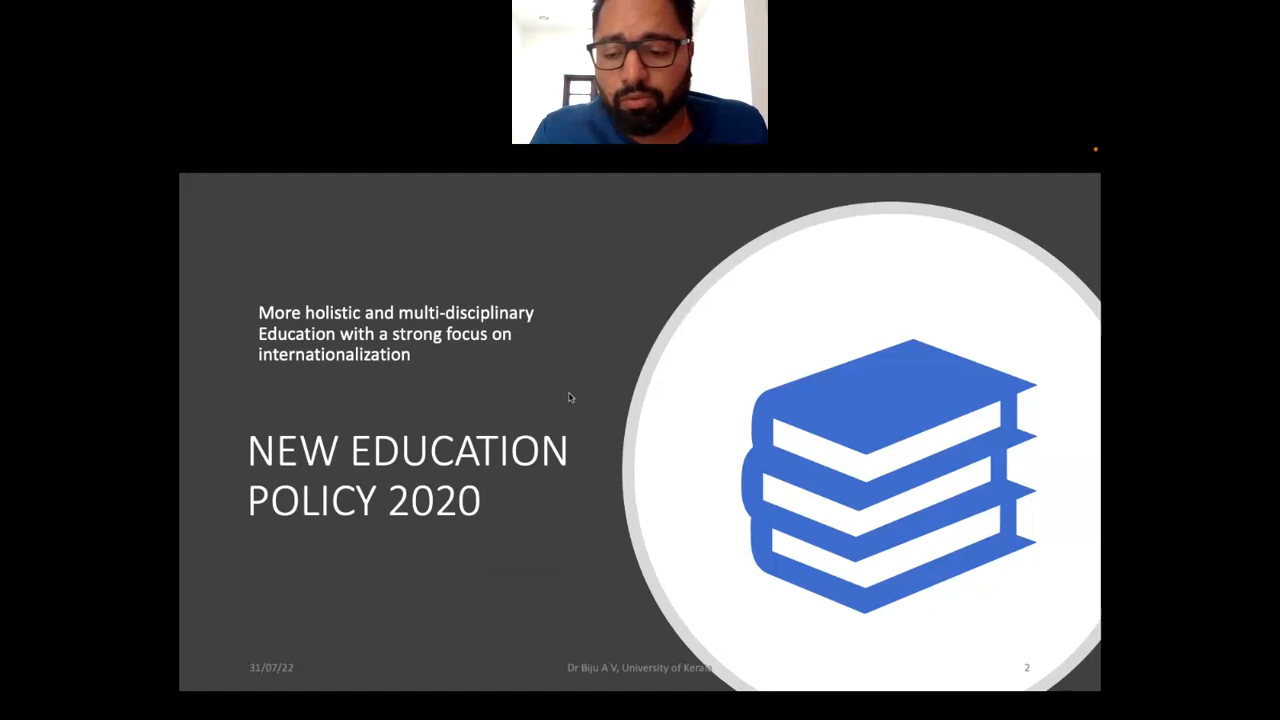 More holistic and multi-disciplinary
Education with a strong focus on
internationalization
NEW EDUCATION
POLICY 2020
31/07/22
Dr Biju A V, University of Kerala
2